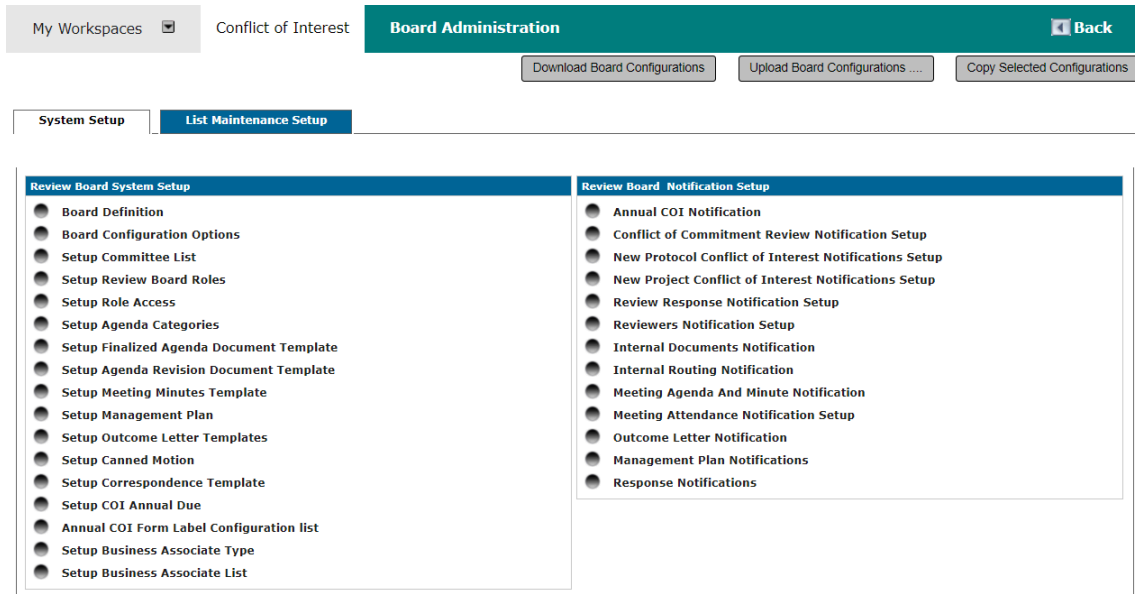 My Workspaces Conflict of Interest Board Administration Back
Download Board Configurations Upload Board Configurations .... Copy Selected Configurations
System Setup List Maintenance Setup
Review Board System Setup
Board Definition
Board Configuration Options
Setup Committee List
Setup Review Board Roles
Setup Role Access
Setup Agenda Categories
Setup Finalized Agenda Document Template
Setup Agenda Revision Document Template
Setup Meeting Minutes Template
Setup Management Plan
Setup Outcome Letter Templates
Setup Canned Motion
Setup Correspondence Template
Setup COI Annual Due
Annual COI Form Label Configuration list
Setup Business Associate Type
Setup Business Associate List
Review Board Notification Setup
Annual COI Notification
Conflict of Commitment Review Notification Setup
New Protocol Conflict of Interest Notifications Setup
New Project Conflict of Interest Notifications Setup
Review Response Notification Setup
Reviewers Notification Setup
Internal Documents Notification
Internal Routing Notification
Meeting Agenda And Minute Notification
Meeting Attendance Notification Setup
Outcome Letter Notification
Management Plan Notifications
Response Notifications